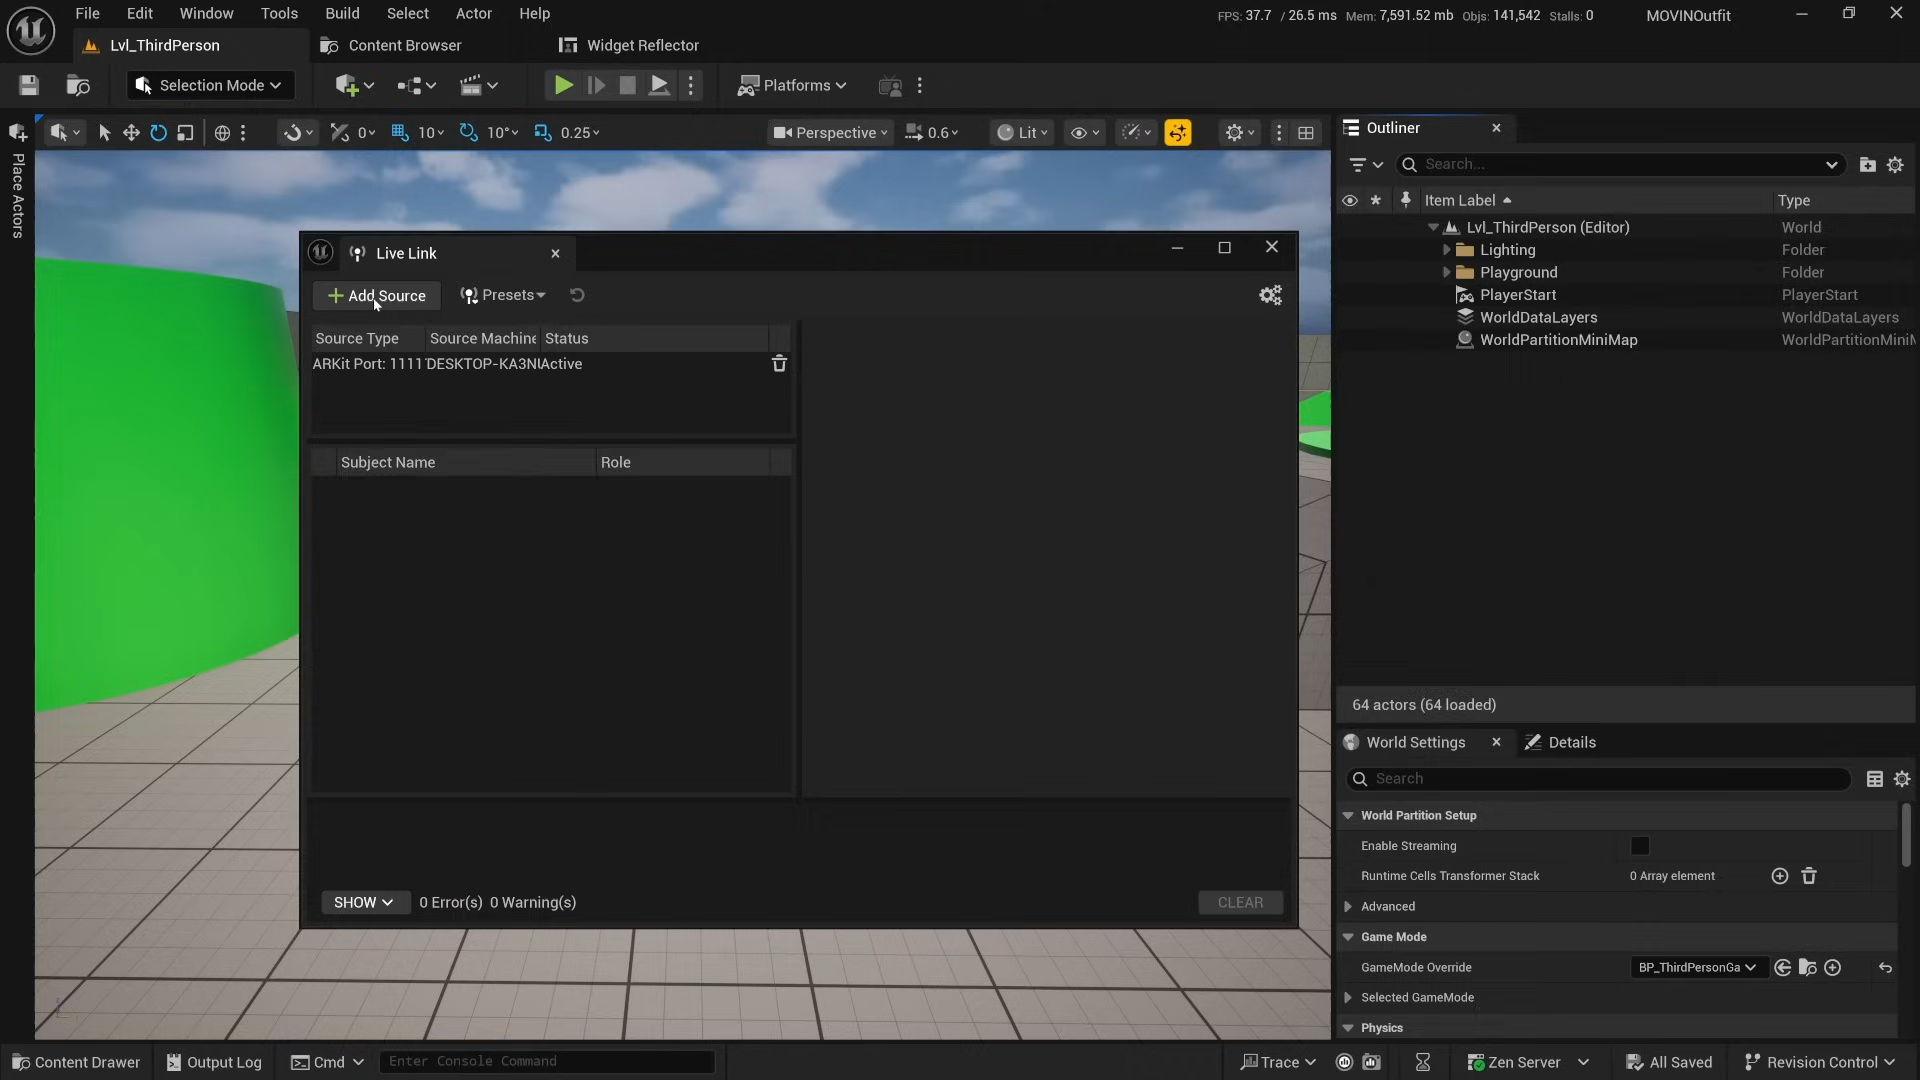 File Edit Window Tools Build Select Actor Help
FPS: 37.7 / 26.5 ms Mem: 7,591.52 mb Objs: 141,542 Stalls: 0
MOVINOutfit
Lvl_ThirdPerson
Content Browser
Widget Reflector
Selection Mode
Platforms
0
10
10°
0.25
Perspective
0.6
Lit
Place Actors
Outliner
Search...
Item Label
Type
Lvl_ThirdPerson (Editor) World
Lighting Folder
Playground Folder
PlayerStart PlayerStart
WorldDataLayers WorldDataLayers
WorldPartitionMiniMap WorldPartitionMiniM
64 actors (64 loaded)
Live Link
Add Source
Presets
Source Type Source Machine Status
ARKit Port: 1111 DESKTOP-KA3N Active
Subject Name Role
SHOW
0 Error(s) 0 Warning(s)
CLEAR
World Settings
Details
Search
World Partition Setup
Enable Streaming
Runtime Cells Transformer Stack 0 Array element
Advanced
Game Mode
GameMode Override BP_ThirdPersonGa
Selected GameMode
Physics
Content Drawer
Output Log
Cmd
Enter Console Command
Trace
Zen Server
All Saved
Revision Control